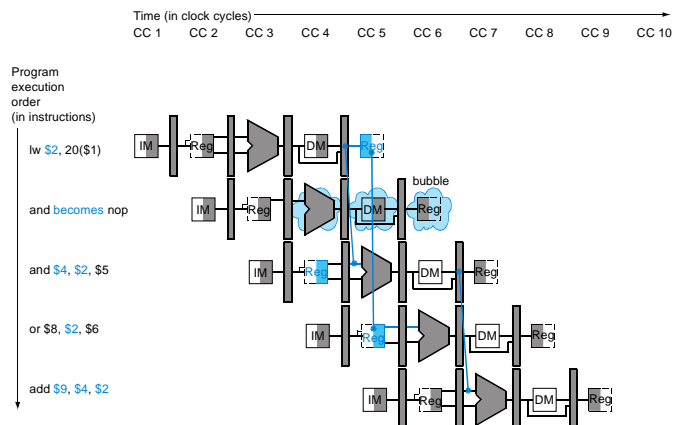 Time (in clock cycles)
CC 1 CC 2 CC 3 CC 4 CC 5 CC 6 CC 7 CC 8 CC 9 CC 10
Program
execution
order
(in instructions)
lw $2, 20($1) IM Reg DM Reg
bubble
and becomes nop IM Reg DM Reg
and $4, $2, $5 IM Reg DM Reg
or $8, $2, $6 IM Reg DM Reg
add $9, $4, $2 IM Reg DM Reg